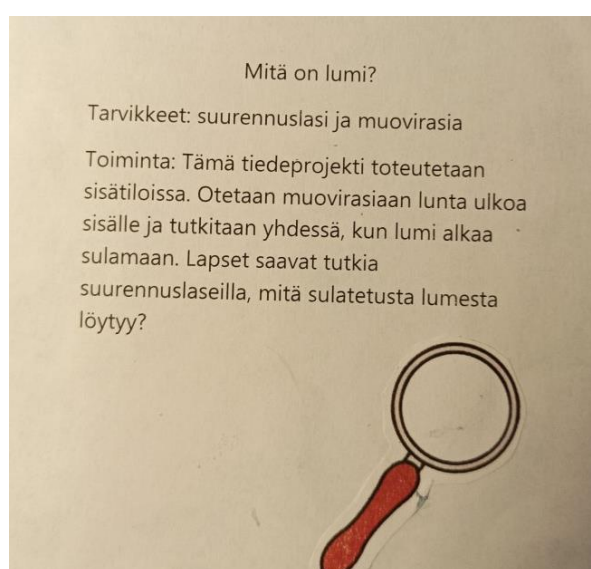 Mitä on lumi?
Tarvikkeet: suurennuslasi ja muovirasia
Toiminta: Tämä tiedeprojekti toteutetaan
sisätiloissa. Otetaan muovirasiaan lunta ulkoa
sisälle ja tutkitaan yhdessä, kun lumi alkaa
sulamaan. Lapset saavat tutkia
suurennuslaseilla, mitä sulatetusta lumesta
löytyy?